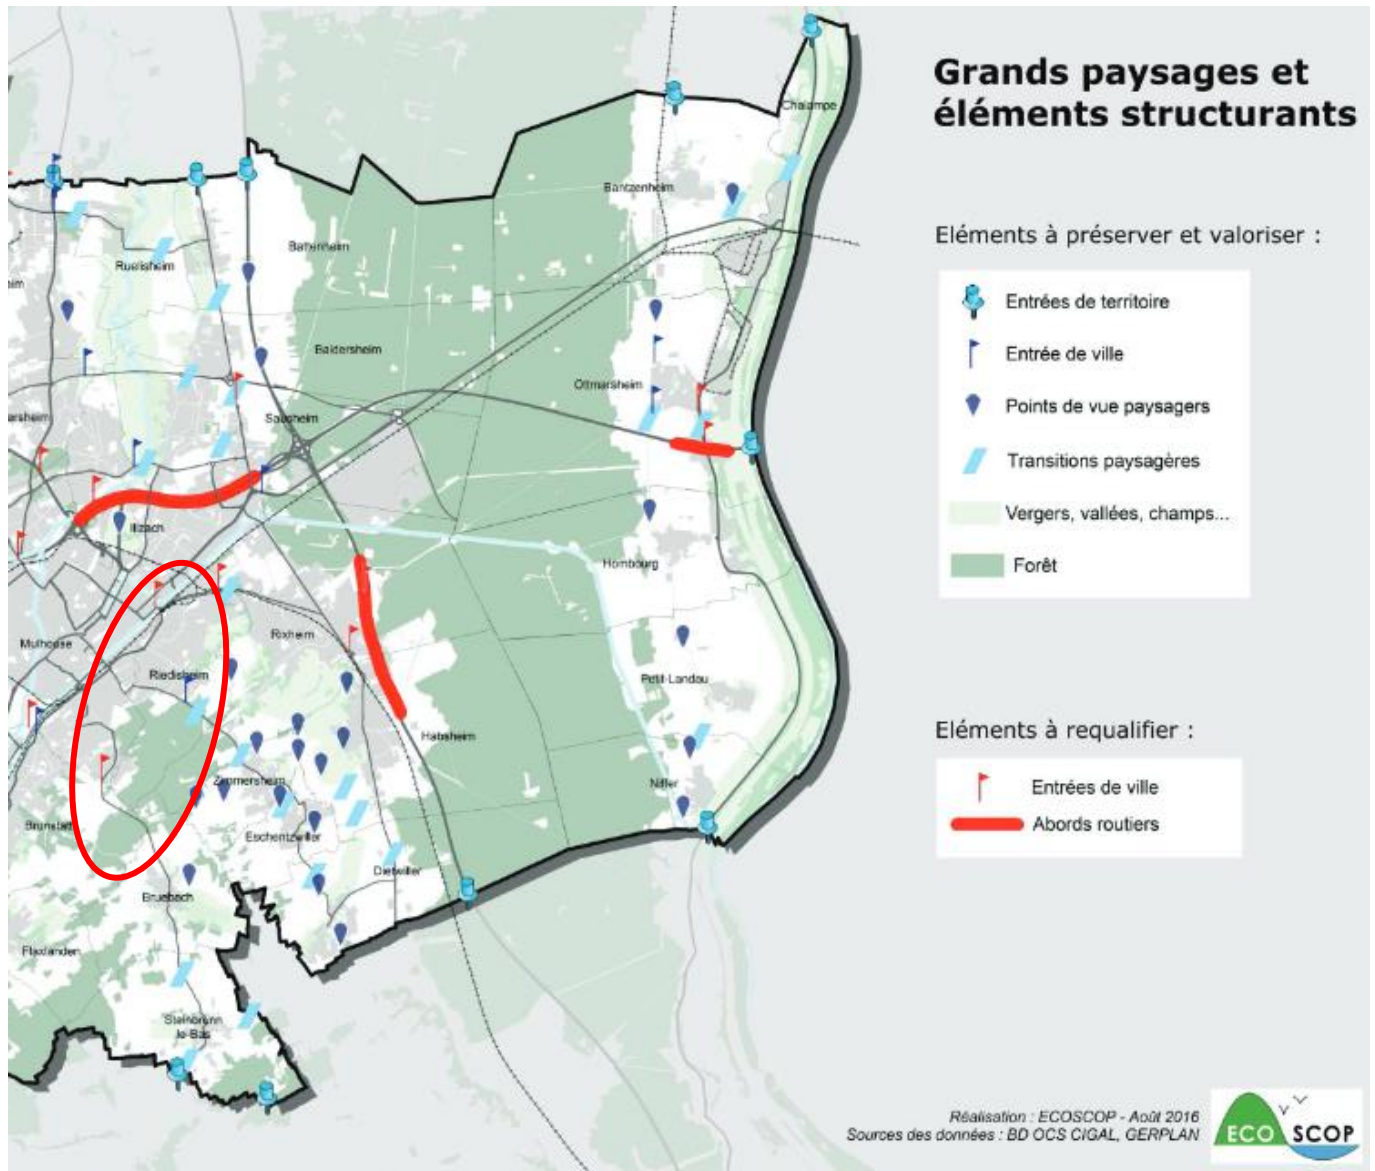 Grands paysages et
éléments structurants
Eléments à préserver et valoriser :
Entrées de territoire
Entrée de ville
Points de vue paysagers
Transitions paysagères
Vergers, vallées, champs...
Forêt
Eléments à requalifier :
Entrées de ville
Abords routiers
Chalampe
Bantzenheim
Battenheim
Ruelisheim
Baldersheim
Ottmarsheim
Sausheim
Illzach
Hombourg
Mulhouse
Rixheim
Riedisheim
Petit-Landau
Habsheim
Zimmersheim
Niffer
Brunstatt
Eschentzwiller
Dietwiller
Bruebach
Flaxlanden
Steinbrunn
le-Bas
Réalisation : ECOSCOP - Août 2016
Sources des données : BD OCS CIGAL, GERPLAN
ECO SCOP